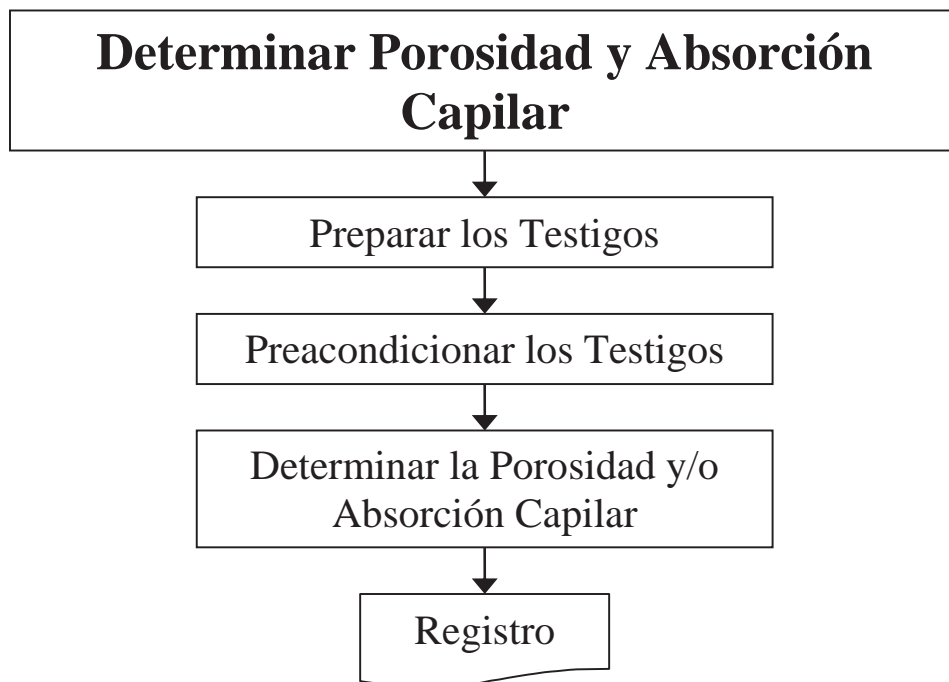 Determinar Porosidad y Absorción
Capilar
Preparar los Testigos
Preacondicionar los Testigos
Determinar la Porosidad y/o
Absorción Capilar
Registro